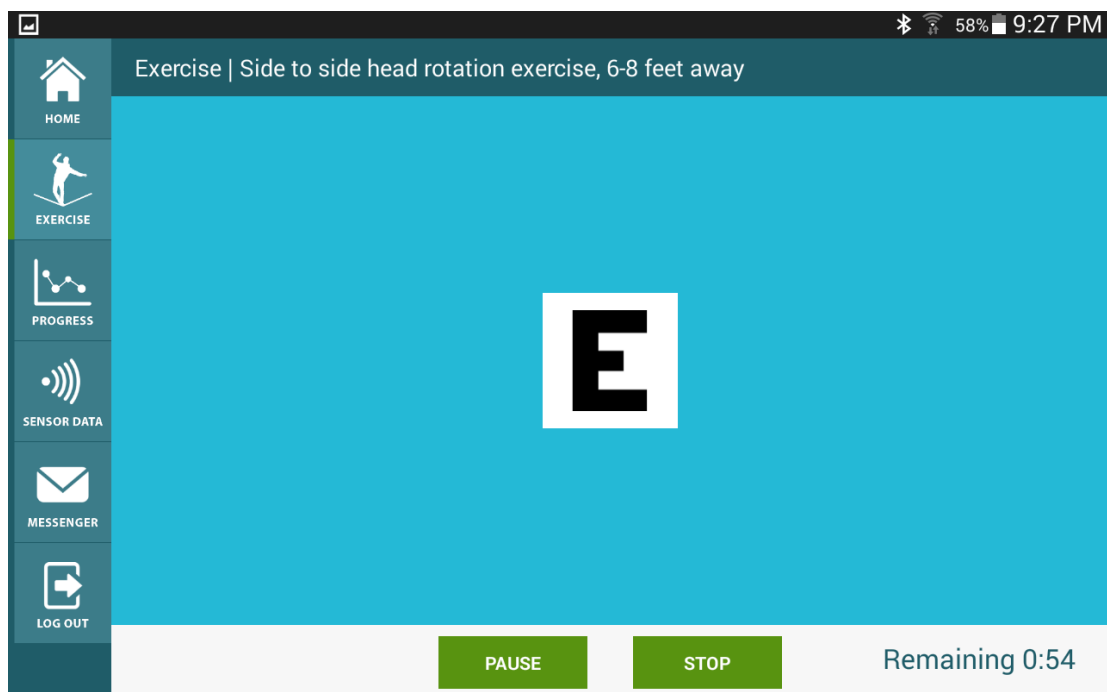 58% 9:27 PM
HOME
Exercise | Side to side head rotation exercise, 6-8 feet away
EXERCISE
PROGRESS
SENSOR DATA
MESSENGER
LOG OUT
E
PAUSE
STOP
Remaining 0:54